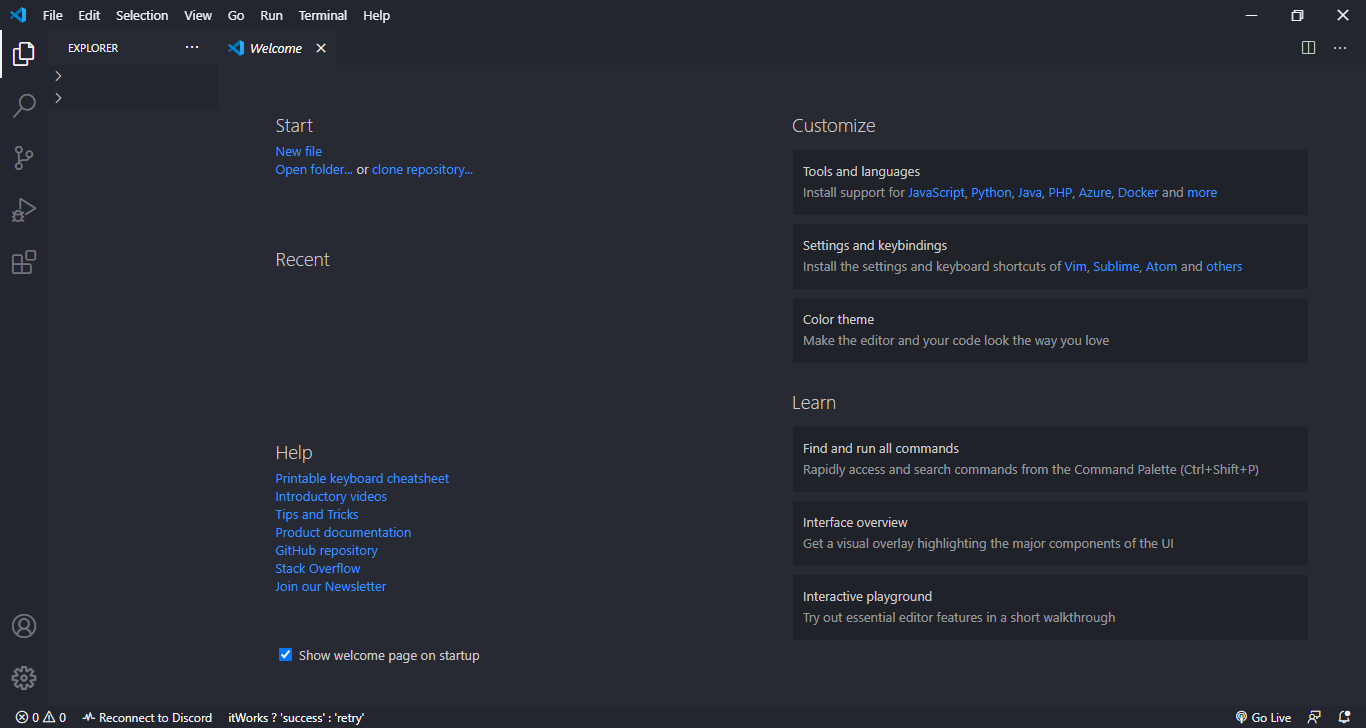 File Edit Selection View Go Run Terminal Help
EXPLORER
Welcome
Start
New file
Open folder... or clone repository...
Recent
Help
Printable keyboard cheatsheet
Introductory videos
Tips and Tricks
Product documentation
GitHub repository
Stack Overflow
Join our Newsletter
Show welcome page on startup
Customize
Tools and languages
Install support for JavaScript, Python, Java, PHP, Azure, Docker and more
Settings and keybindings
Install the settings and keyboard shortcuts of Vim, Sublime, Atom and others
Color theme
Make the editor and your code look the way you love
Learn
Find and run all commands
Rapidly access and search commands from the Command Palette (Ctrl+Shift+P)
Interface overview
Get a visual overlay highlighting the major components of the UI
Interactive playground
Try out essential editor features in a short walkthrough
0 0 Reconnect to Discord itWorks ? 'success' : 'retry' Go Live